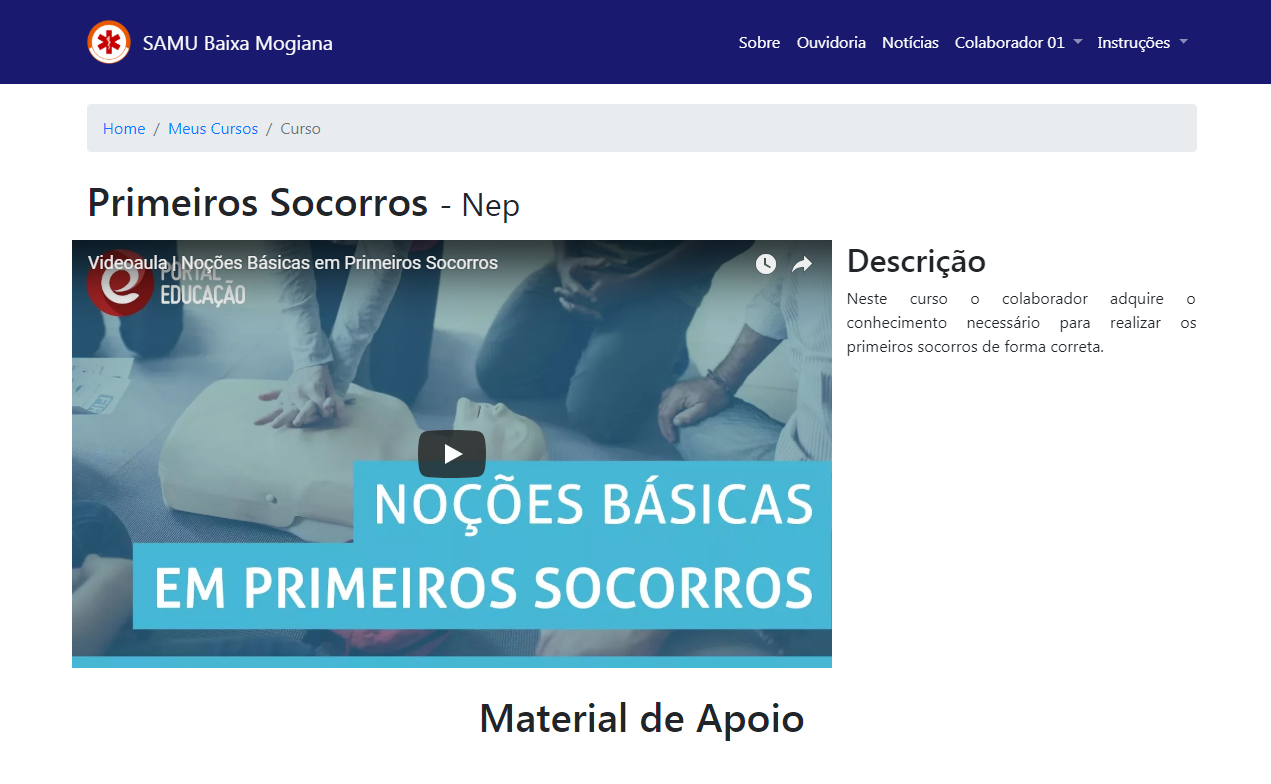 SAMU Baixa Mogiana
Sobre Ouvidoria Notícias Colaborador 01 Instruções
Home / Meus Cursos / Curso
Primeiros Socorros - Nep
Videoaula | Noções Básicas em Primeiros Socorros
PORTAL
EDUCAÇÃO
NOÇÕES BÁSICAS
EM PRIMEIROS SOCORROS
Descrição
Neste curso o colaborador adquire o
conhecimento necessário para realizar os
primeiros socorros de forma correta.
Material de Apoio